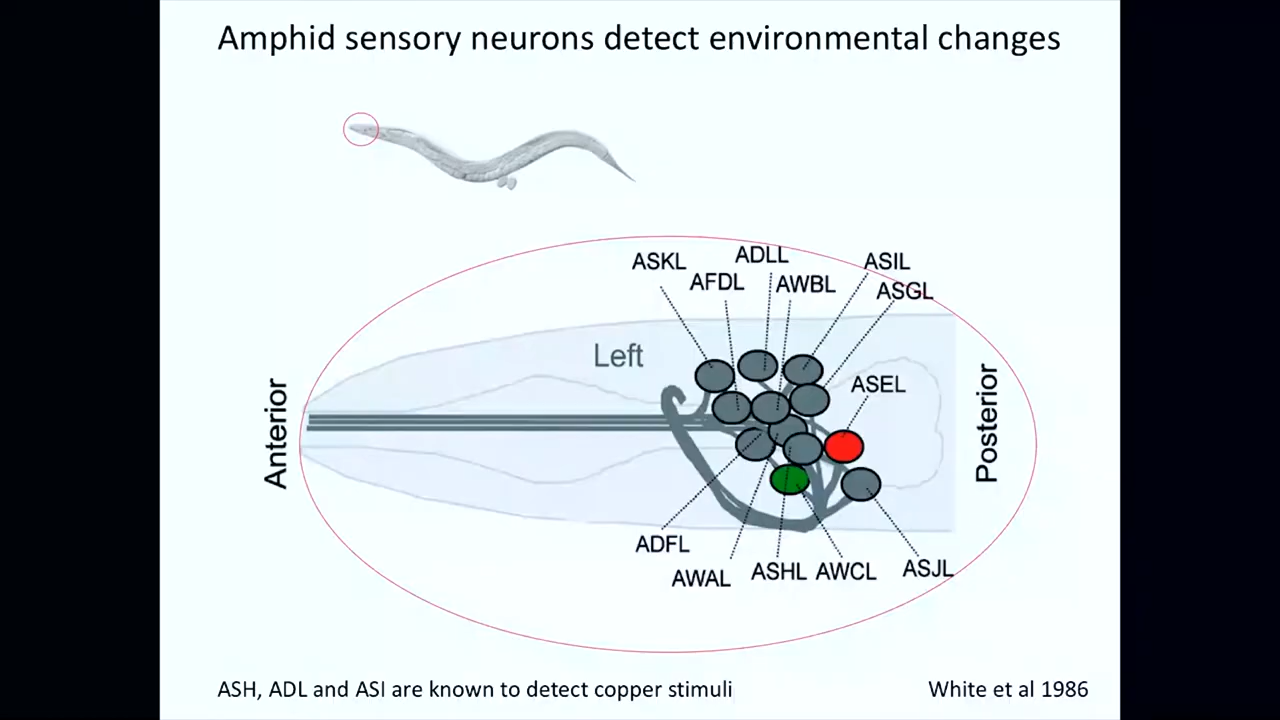 Amphid sensory neurons detect environmental changes
ASKL
ADLL
ASIL
AFDL
AWBL
ASGL
Left
ASEL
Anterior
Posterior
ADFL
AWAL
ASHL
AWCL
ASJL
ASH, ADL and ASI are known to detect copper stimuli
White et al 1986